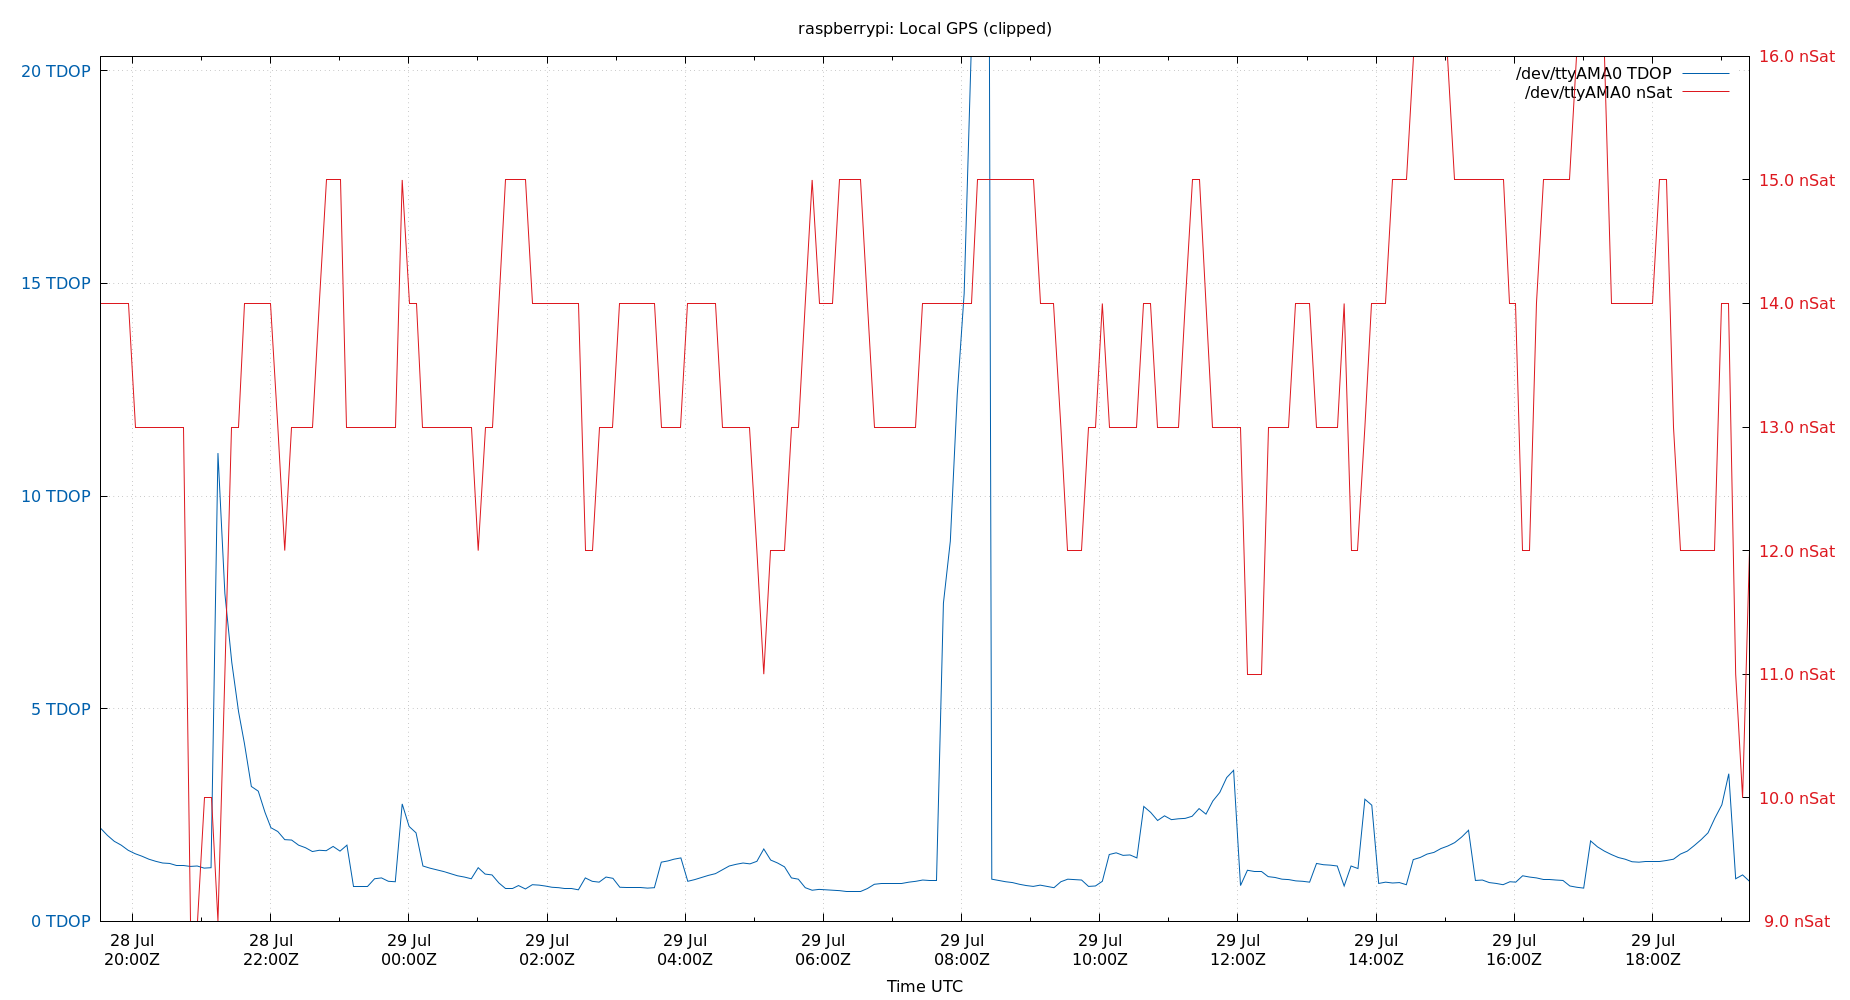 raspberrypi: Local GPS (clipped)
20 TDOP
15 TDOP
10 TDOP
5 TDOP
0 TDOP
/dev/ttyAMA0 TDOP
/dev/ttyAMA0 nSat
16.0 nSat
15.0 nSat
14.0 nSat
13.0 nSat
12.0 nSat
11.0 nSat
10.0 nSat
9.0 nSat
28 Jul
20:00Z
28 Jul
22:00Z
29 Jul
00:00Z
29 Jul
02:00Z
29 Jul
04:00Z
29 Jul
06:00Z
29 Jul
08:00Z
29 Jul
10:00Z
29 Jul
12:00Z
29 Jul
14:00Z
29 Jul
16:00Z
29 Jul
18:00Z
Time UTC